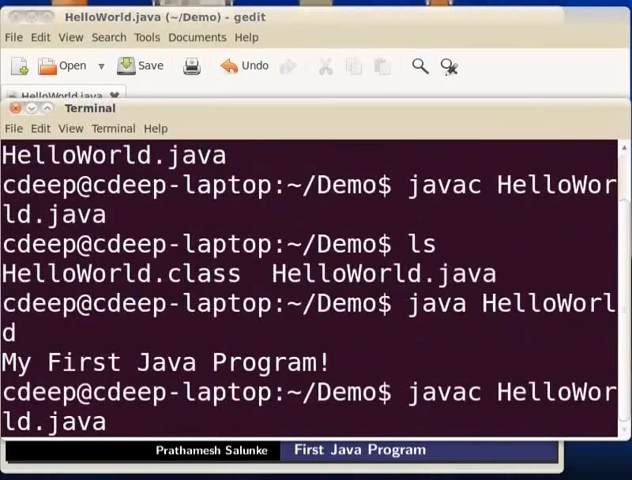 HelloWorld.java (~/Demo) - gedit
File Edit View Search Tools Documents Help
Open Save Undo
HelloWorld.java
Terminal
File Edit View Terminal Help
HelloWorld.java
cdeep@cdeep-laptop:~/Demo$ javac HelloWor
ld.java
cdeep@cdeep-laptop:~/Demo$ ls
HelloWorld.class HelloWorld.java
cdeep@cdeep-laptop:~/Demo$ java HelloWorl
d
My First Java Program!
cdeep@cdeep-laptop:~/Demo$ javac HelloWor
ld.java
Prathamesh Salunke First Java Program